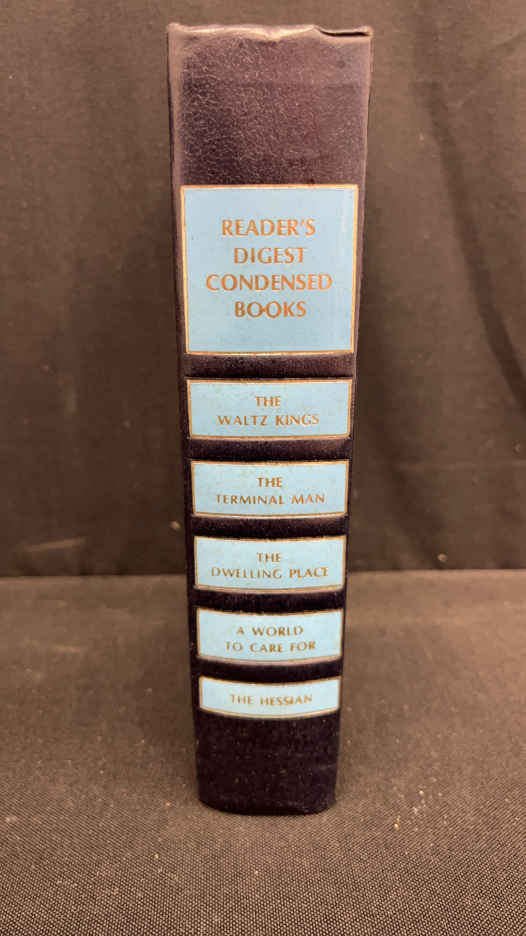 READER'S
DIGEST
CONDENSED
BOOKS
THE
WALTZ KINGS
THE
TERMINAL MAN
THE
DWELLING PLACE
A WORLD
TO CARE FOR
THE HESSIAN